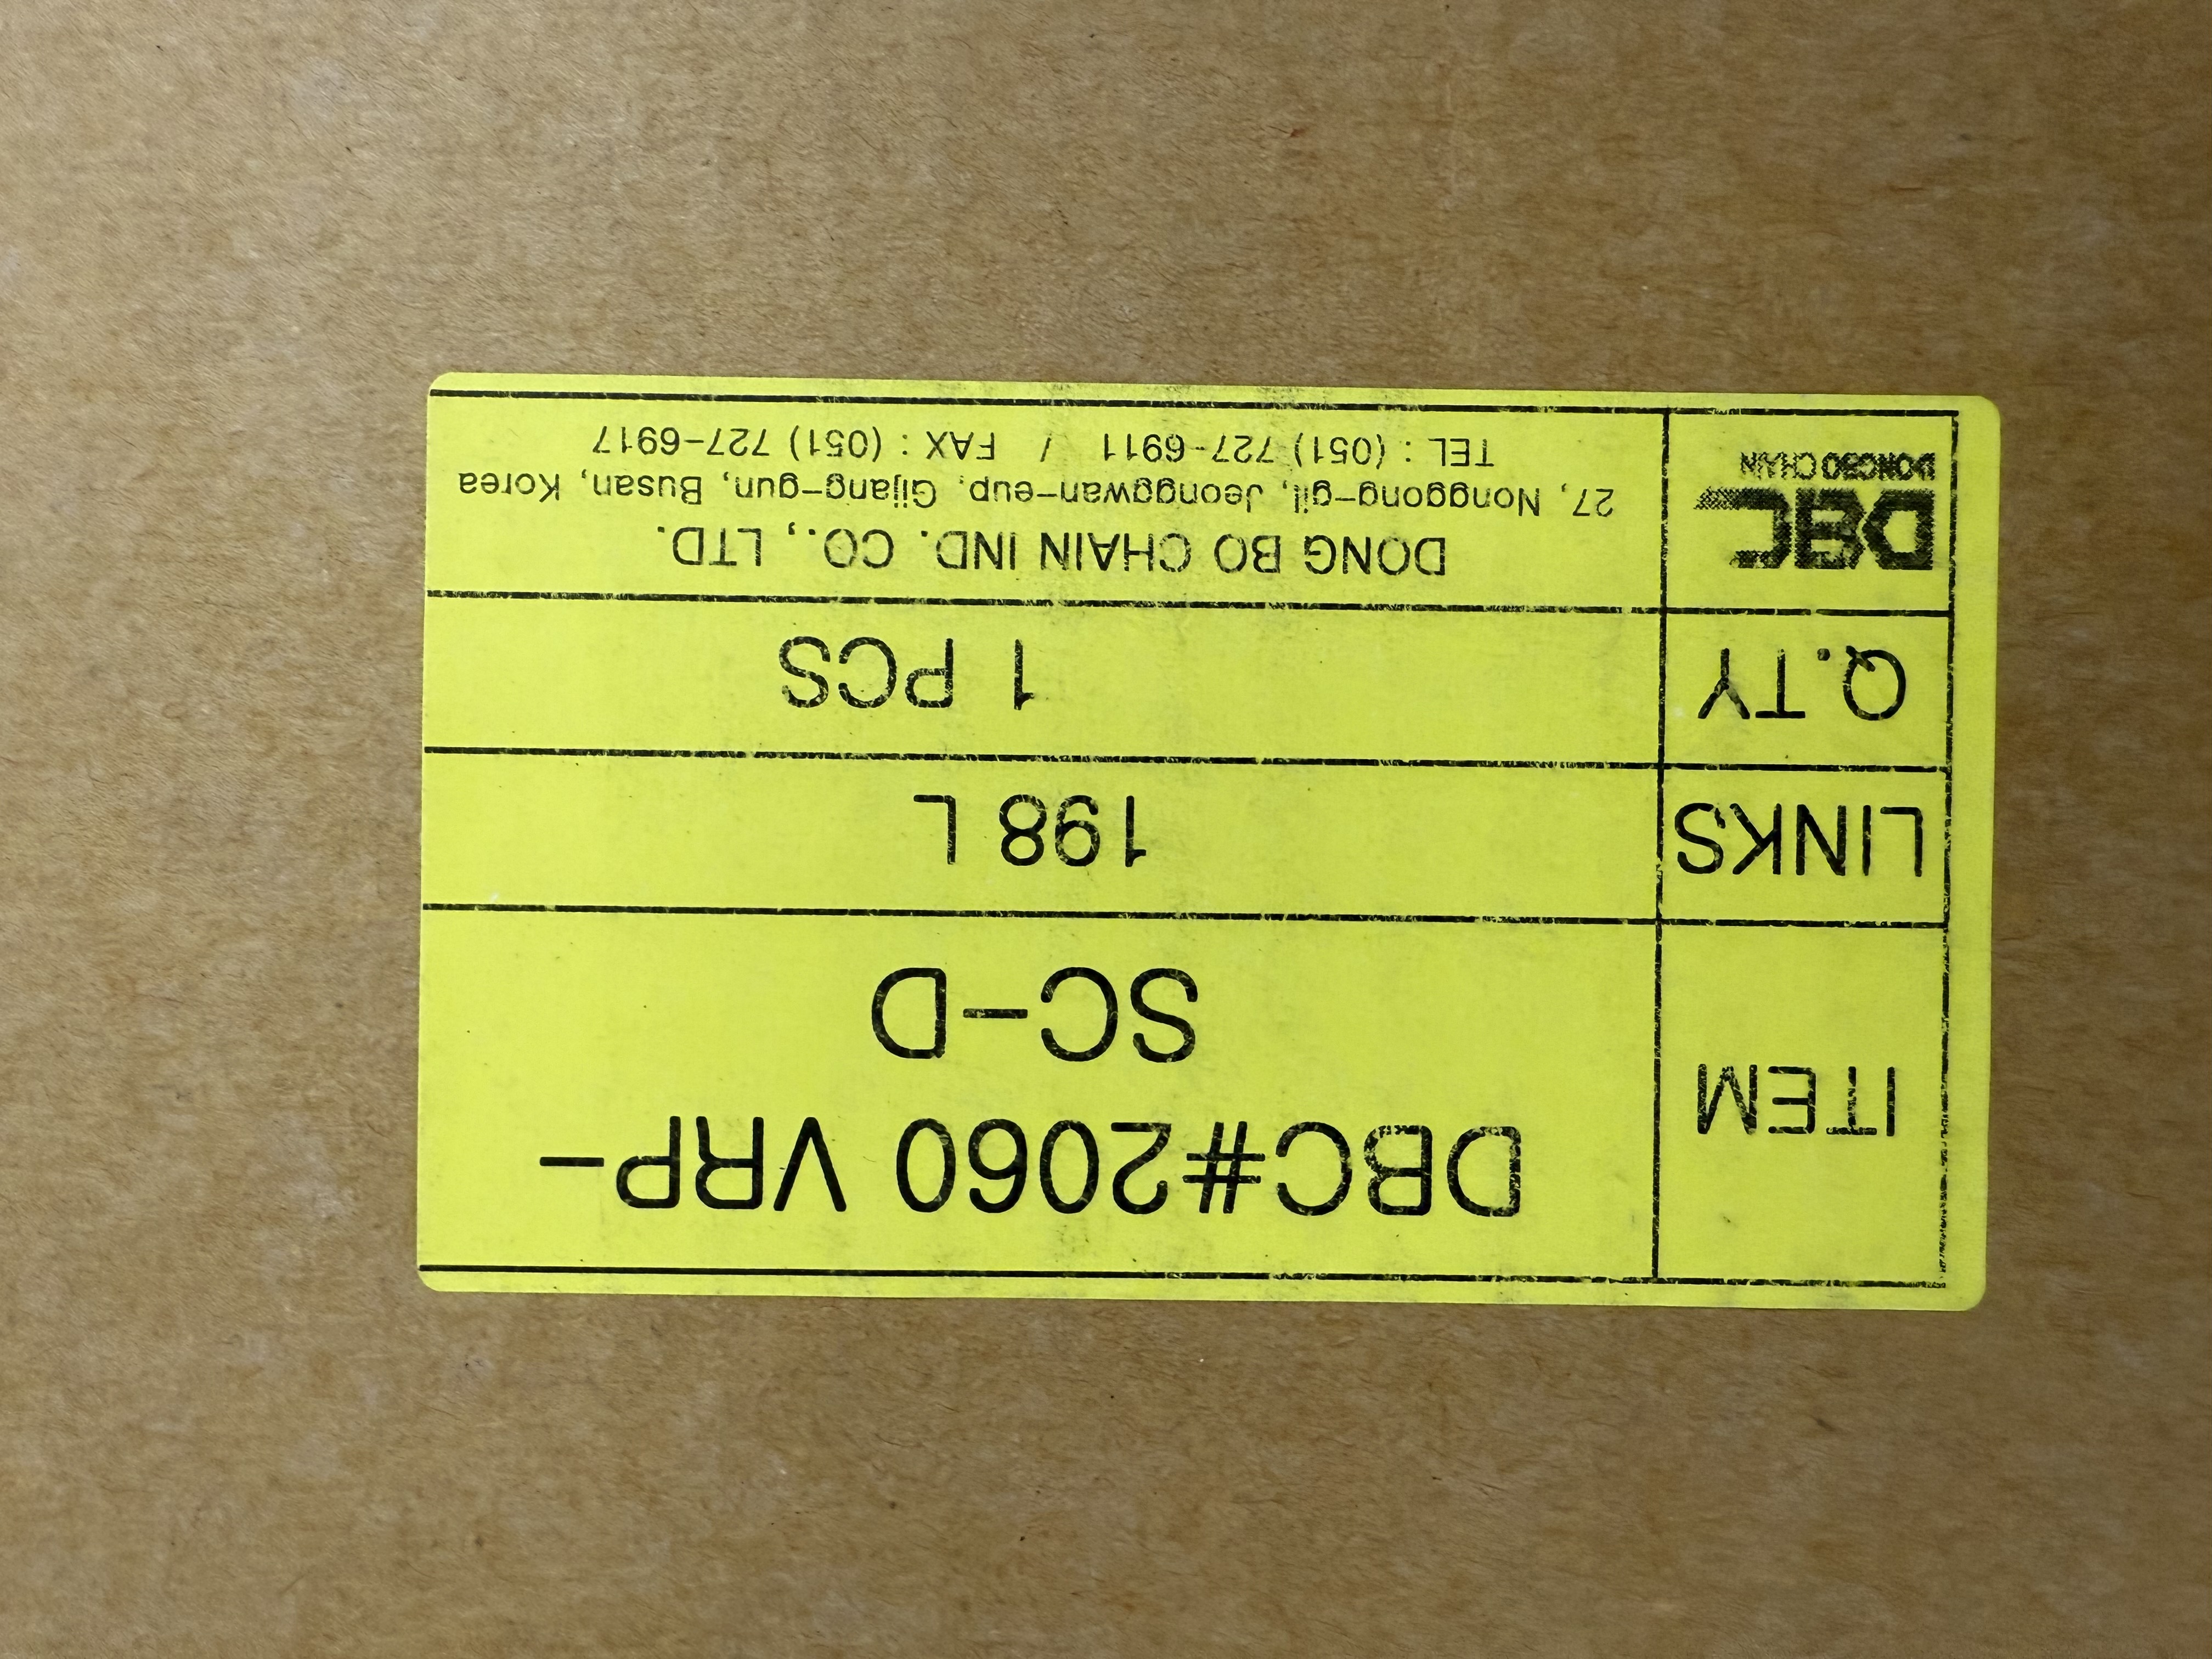 ITEM
DBC#2060 VRP-
SC-D
LINKS
198 L
Q.TY
1 PCS
DBC
DONGBO CHAIN
DONG BO CHAIN IND. CO., LTD.
27, Nonggong-gil, Jeonggwan-eup, Gijang-gun, Busan, Korea
TEL : (051) 727-6911 / FAX : (051) 727-6917